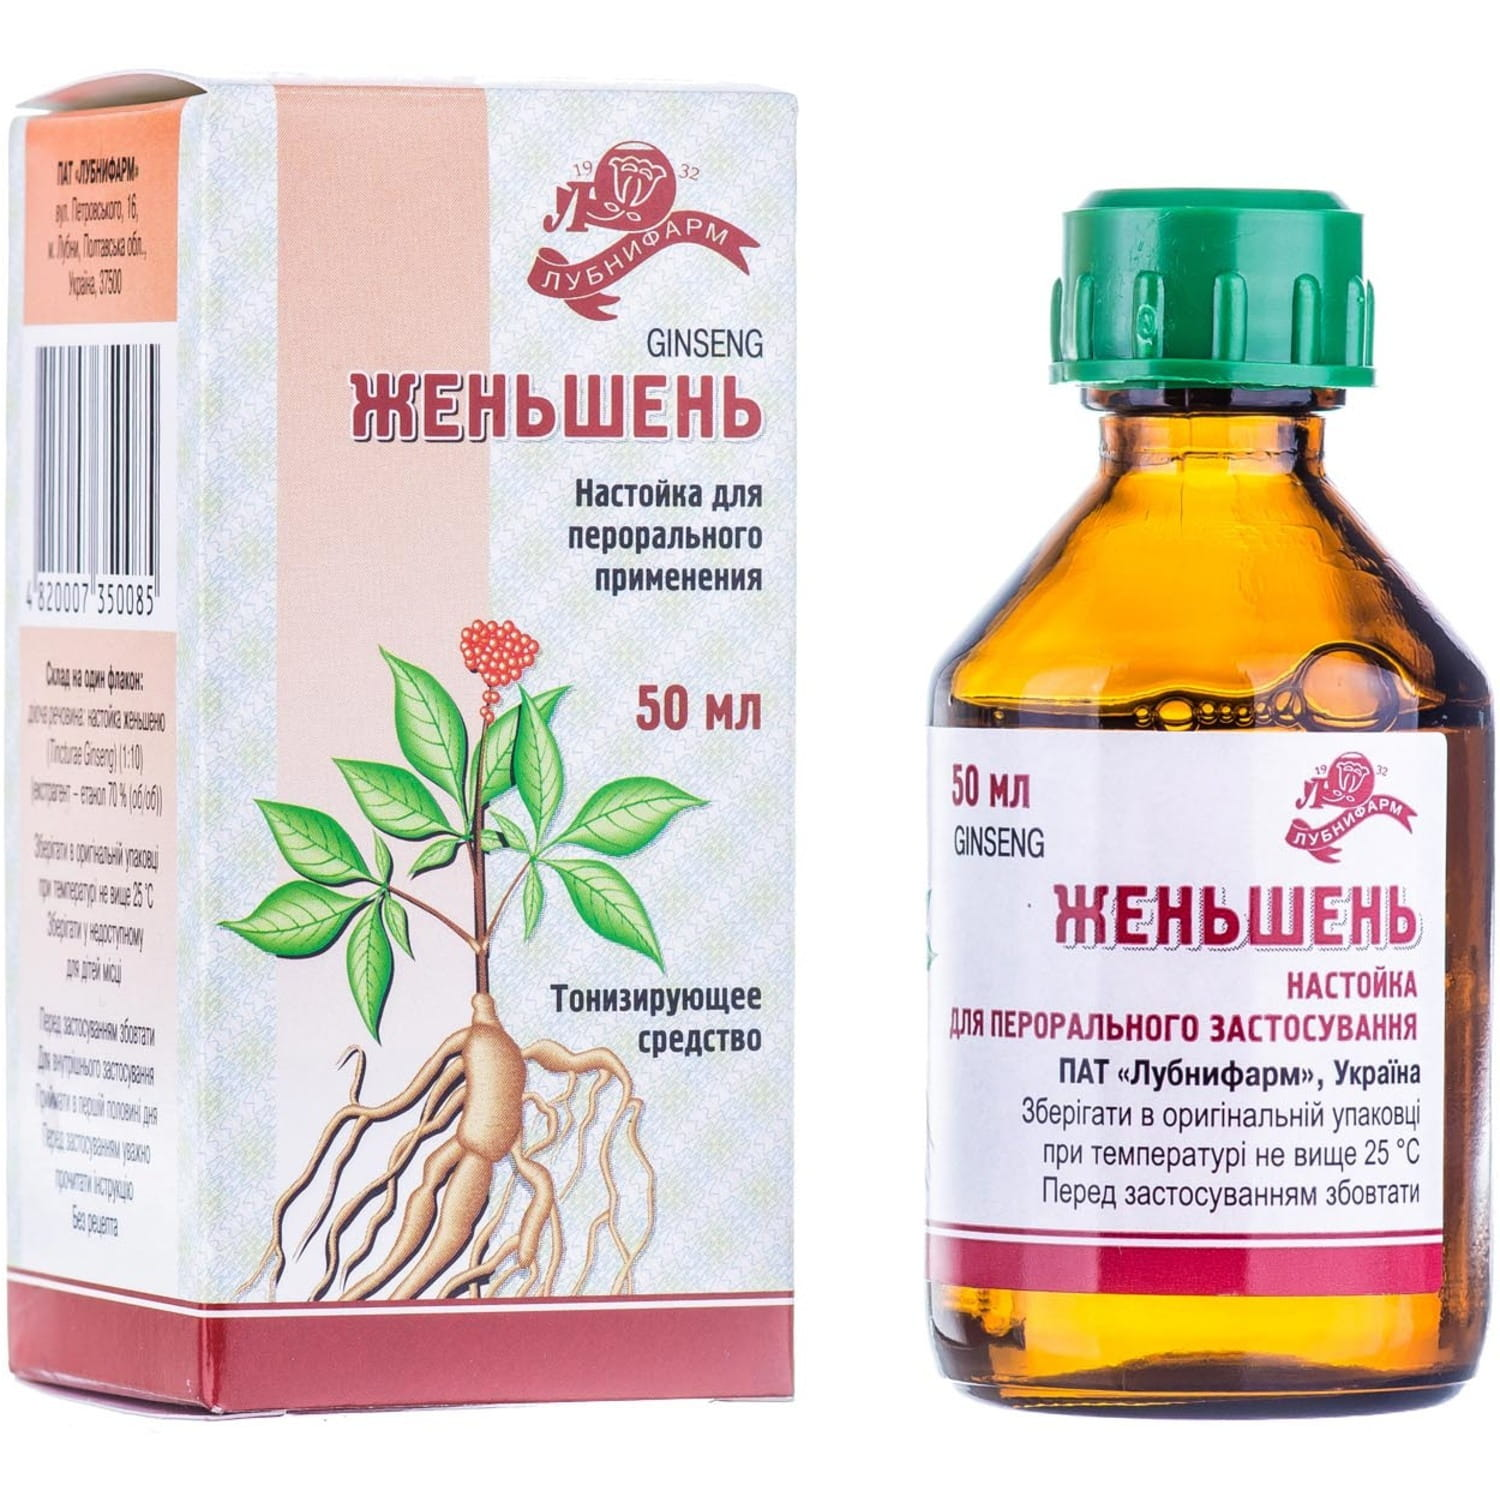 ПАТ «ЛУБНИФАРМ»
вул. Петровського, 16,
м. Лубни, Полтавська обл.,
Україна, 37500
4 820007 350085
Склад на один флакон:
діюча речовина: настойка женьшеню
(Tincturae Ginseng) (1:10)
(екстрагент – етанол 70 % (об/об))
Зберігати в оригінальній упаковці
при температурі не вище 25 °С
Зберігати у недоступному
для дітей місці
Перед застосуванням збовтати
Для внутрішнього застосування
Приймати в першій половині дня
Перед застосуванням уважно
прочитати інструкцію
Без рецепта
19 32
Л
ЛУБНИФАРМ
GINSENG
ЖЕНЬШЕНЬ
Настойка для
перорального
применения
50 мл
Тонизирующее
средство
50 мл
GINSENG
19 32
Л
ЛУБНИФАРМ
ЖЕНЬШЕНЬ
НАСТОЙКА
ДЛЯ ПЕРОРАЛЬНОГО ЗАСТОСУВАННЯ
ПАТ «Лубнифарм», Україна
Зберігати в оригінальній упаковці
при температурі не вище 25 °С
Перед застосуванням збовтати